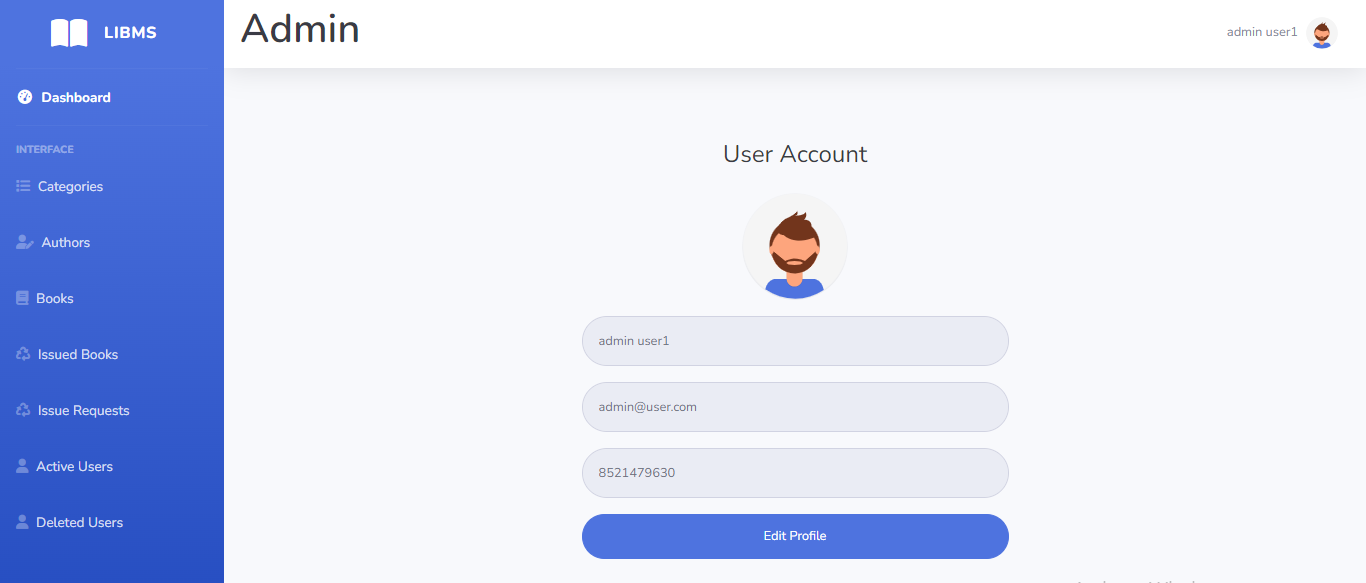 LIBMS
Admin
admin user1
Dashboard
INTERFACE
Categories
Authors
Books
Issued Books
Issue Requests
Active Users
Deleted Users
User Account
admin user1
admin@user.com
8521479630
Edit Profile